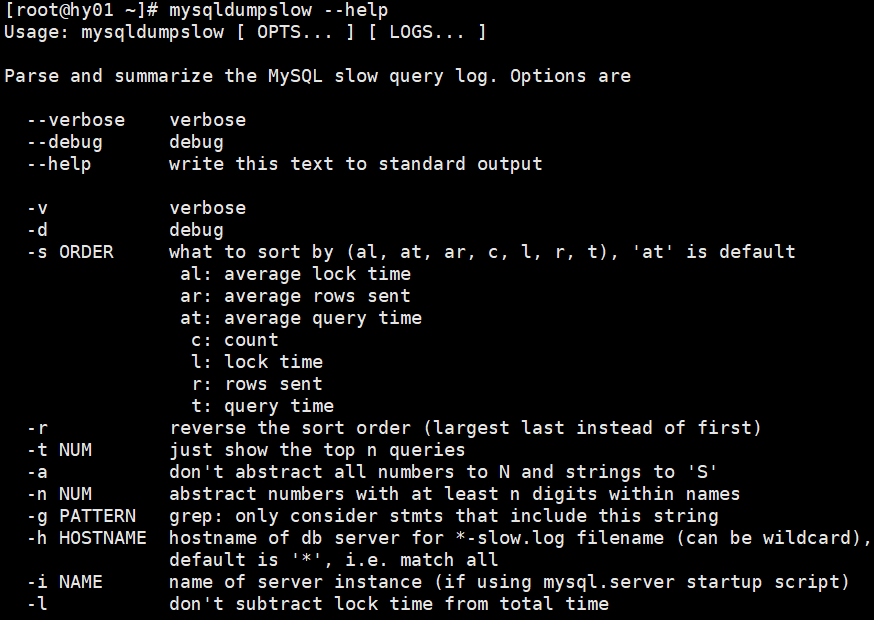 [root@hy01 ~]# mysqldumpslow --help
Usage: mysqldumpslow [ OPTS... ] [ LOGS... ]

Parse and summarize the MySQL slow query log. Options are

  --verbose    verbose
  --debug      debug
  --help       write this text to standard output

  -v           verbose
  -d           debug
  -s ORDER     what to sort by (al, at, ar, c, l, r, t), 'at' is default
                al: average lock time
                ar: average rows sent
                at: average query time
                 c: count
                 l: lock time
                 r: rows sent
                 t: query time
  -r           reverse the sort order (largest last instead of first)
  -t NUM       just show the top n queries
  -a           don't abstract all numbers to N and strings to 'S'
  -n NUM       abstract numbers with at least n digits within names
  -g PATTERN   grep: only consider stmts that include this string
  -h HOSTNAME  hostname of db server for *-slow.log filename (can be wildcard),
               default is '*', i.e. match all
  -i NAME      name of server instance (if using mysql.server startup script)
  -l           don't subtract lock time from total time